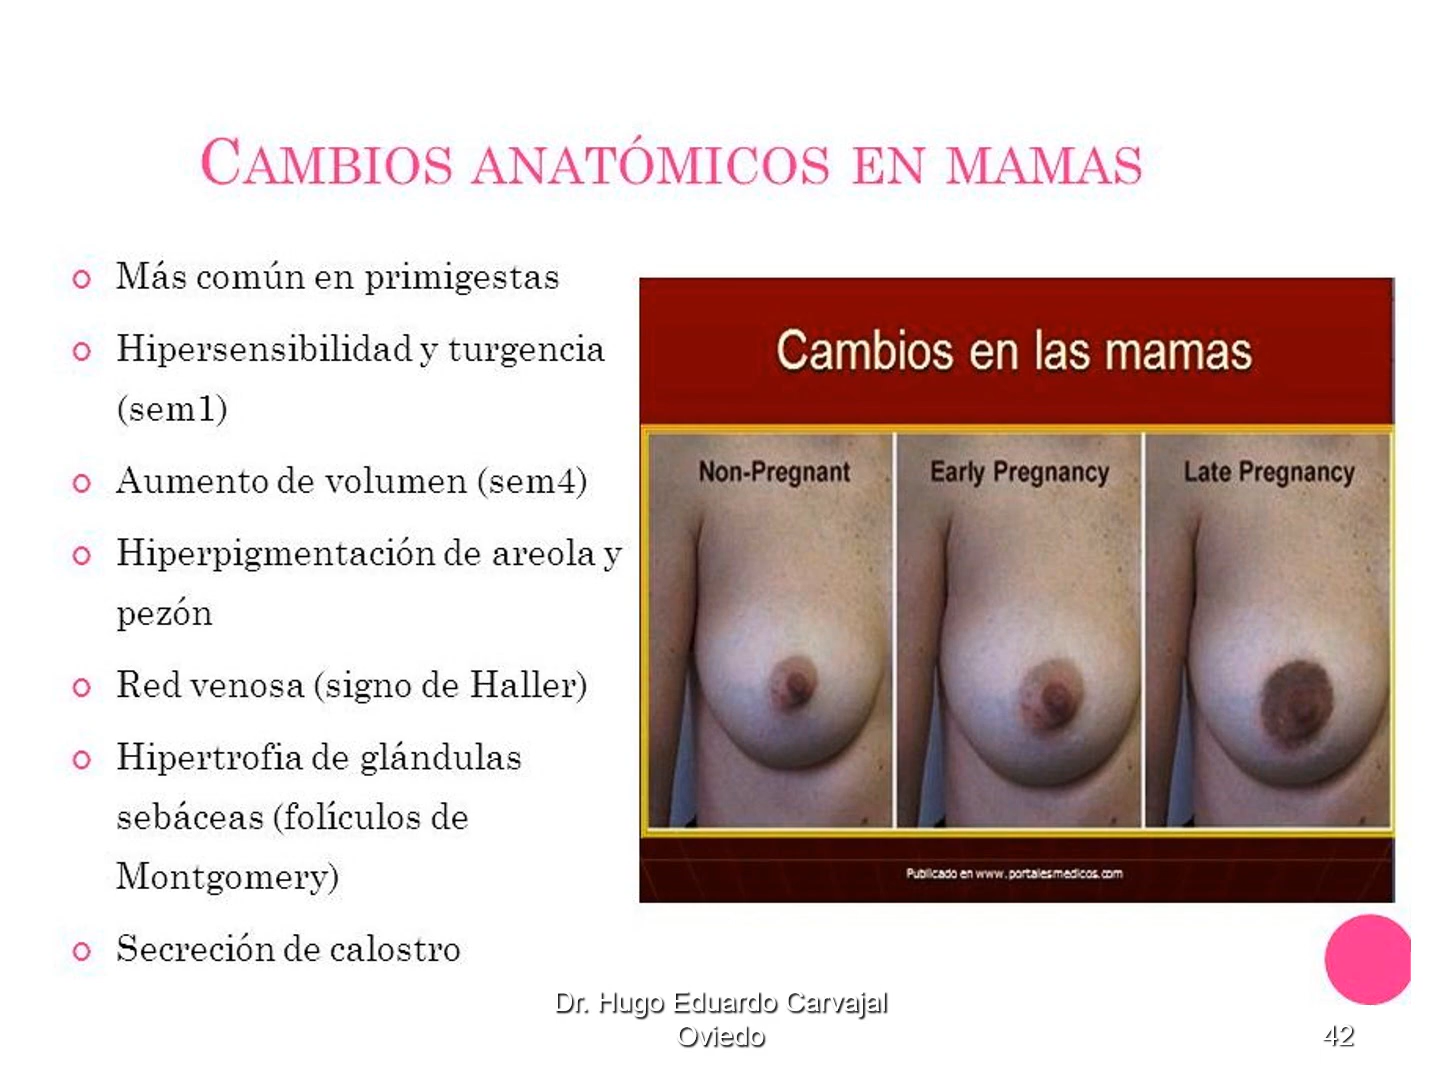 CAMBIOS ANATÓMICOS EN MAMAS
Más común en primigestas
Hipersensibilidad y turgencia
(sem1)
Aumento de volumen (sem4)
Hiperpigmentación de areola y
pezón
Red venosa (signo de Haller)
Hipertrofia de glándulas
sebáceas (folículos de
Montgomery)
Secreción de calostro
Cambios en las mamas
Non-Pregnant
Early Pregnancy
Late Pregnancy
Publicado en www.portalesmedicos.com
Dr. Hugo Eduardo Carvajal
Oviedo
42